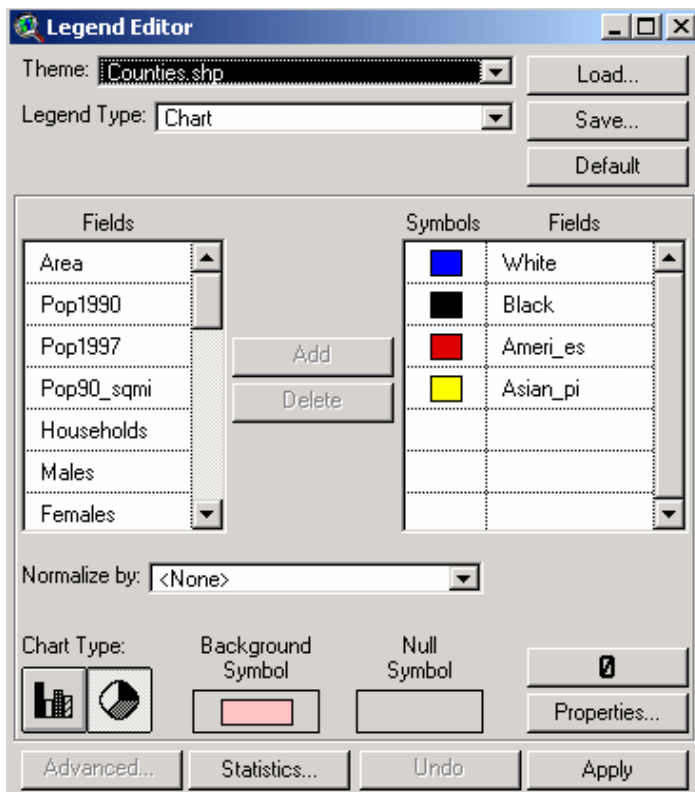 Legend Editor
Theme: Counties.shp
Load...
Legend Type: Chart
Save...
Default
Fields
Symbols Fields
Area
Pop1990
Pop1997
Pop90_sqmi
Households
Males
Females
Add
Delete
White
Black
Ameri_es
Asian_pi
Normalize by: <None>
Chart Type:
Background
Symbol
Null
Symbol
0
Properties...
Advanced...
Statistics...
Undo
Apply